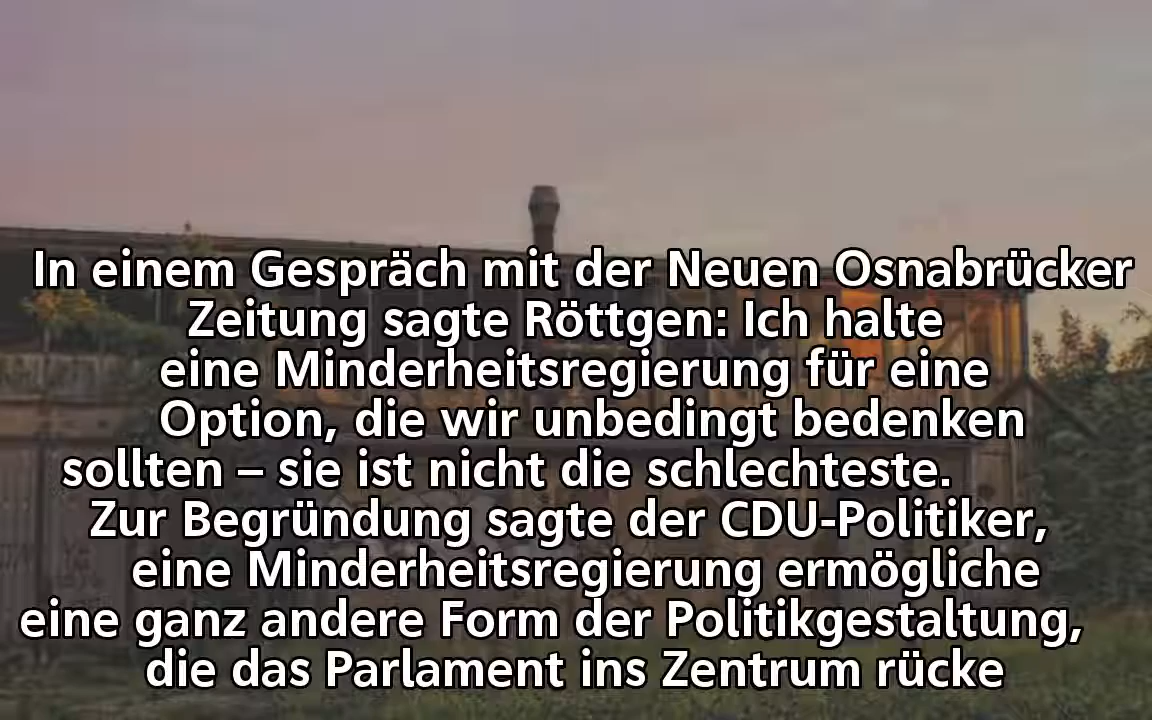 In einem Gespräch mit der Neuen Osnabrücker
Zeitung sagte Röttgen: Ich halte
eine Minderheitsregierung für eine
Option, die wir unbedingt bedenken
sollten – sie ist nicht die schlechteste.
Zur Begründung sagte der CDU-Politiker,
eine Minderheitsregierung ermögliche
eine ganz andere Form der Politikgestaltung,
die das Parlament ins Zentrum rücke